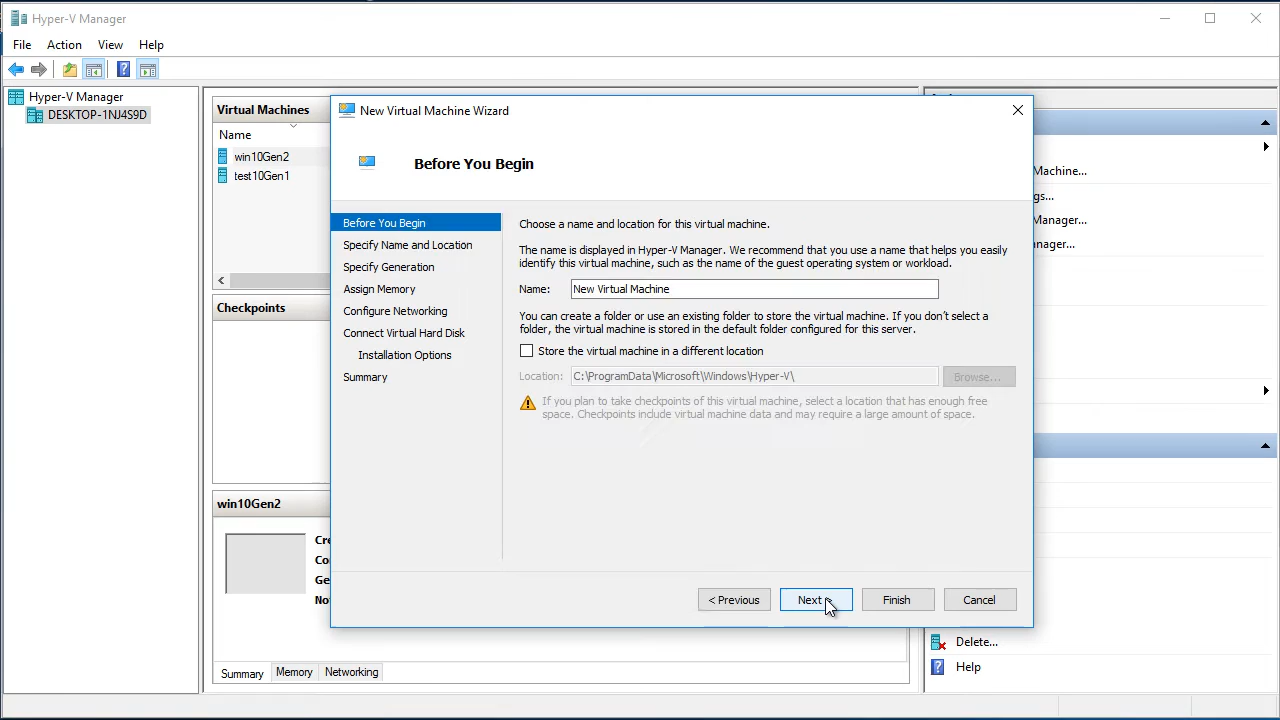 Hyper-V Manager
File Action View Help
Hyper-V Manager
DESKTOP-1NJ4S9D
Virtual Machines
Name
win10Gen2
test10Gen1
Checkpoints
win10Gen2
Summary Memory Networking
New Virtual Machine Wizard
Before You Begin
Before You Begin
Specify Name and Location
Specify Generation
Assign Memory
Configure Networking
Connect Virtual Hard Disk
Installation Options
Summary
Choose a name and location for this virtual machine.
The name is displayed in Hyper-V Manager. We recommend that you use a name that helps you easily
identify this virtual machine, such as the name of the guest operating system or workload.
Name: New Virtual Machine
You can create a folder or use an existing folder to store the virtual machine. If you don't select a
folder, the virtual machine is stored in the default folder configured for this server.
Store the virtual machine in a different location
Location: C:\ProgramData\Microsoft\Windows\Hyper-V\ Browse...
If you plan to take checkpoints of this virtual machine, select a location that has enough free
space. Checkpoints include virtual machine data and may require a large amount of space.
< Previous Next Finish Cancel
Machine...
Manager...
Delete...
Help